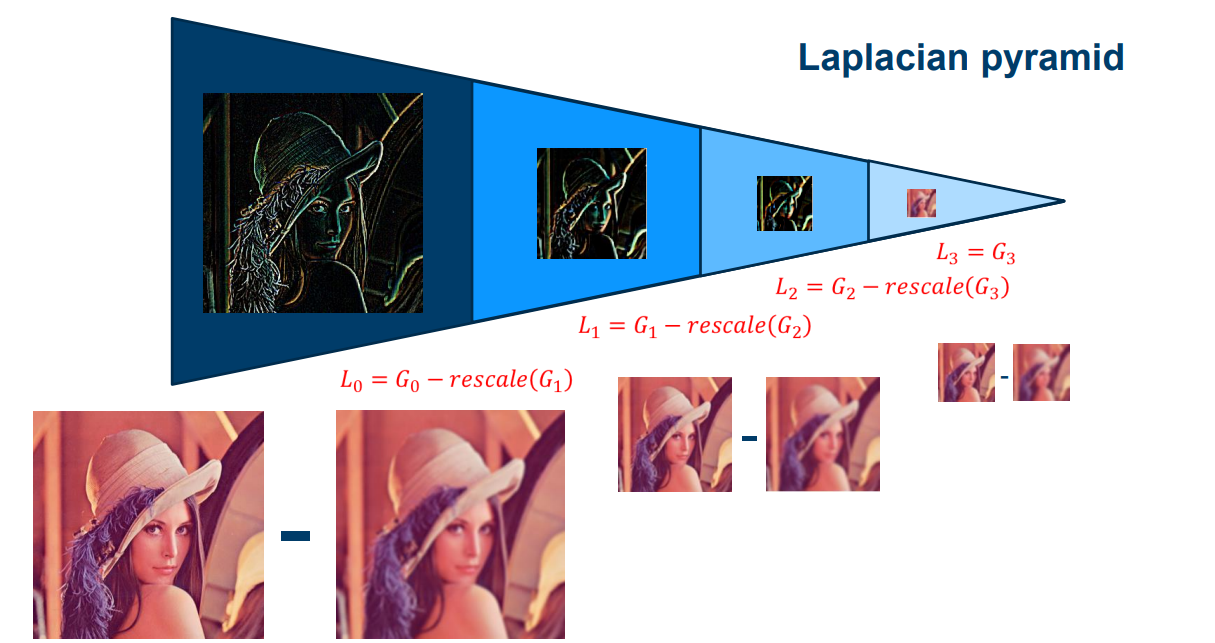 Laplacian pyramid
L₃ = G₃
L₂ = G₂ − rescale(G₃)
L₁ = G₁ − rescale(G₂)
L₀ = G₀ − rescale(G₁)